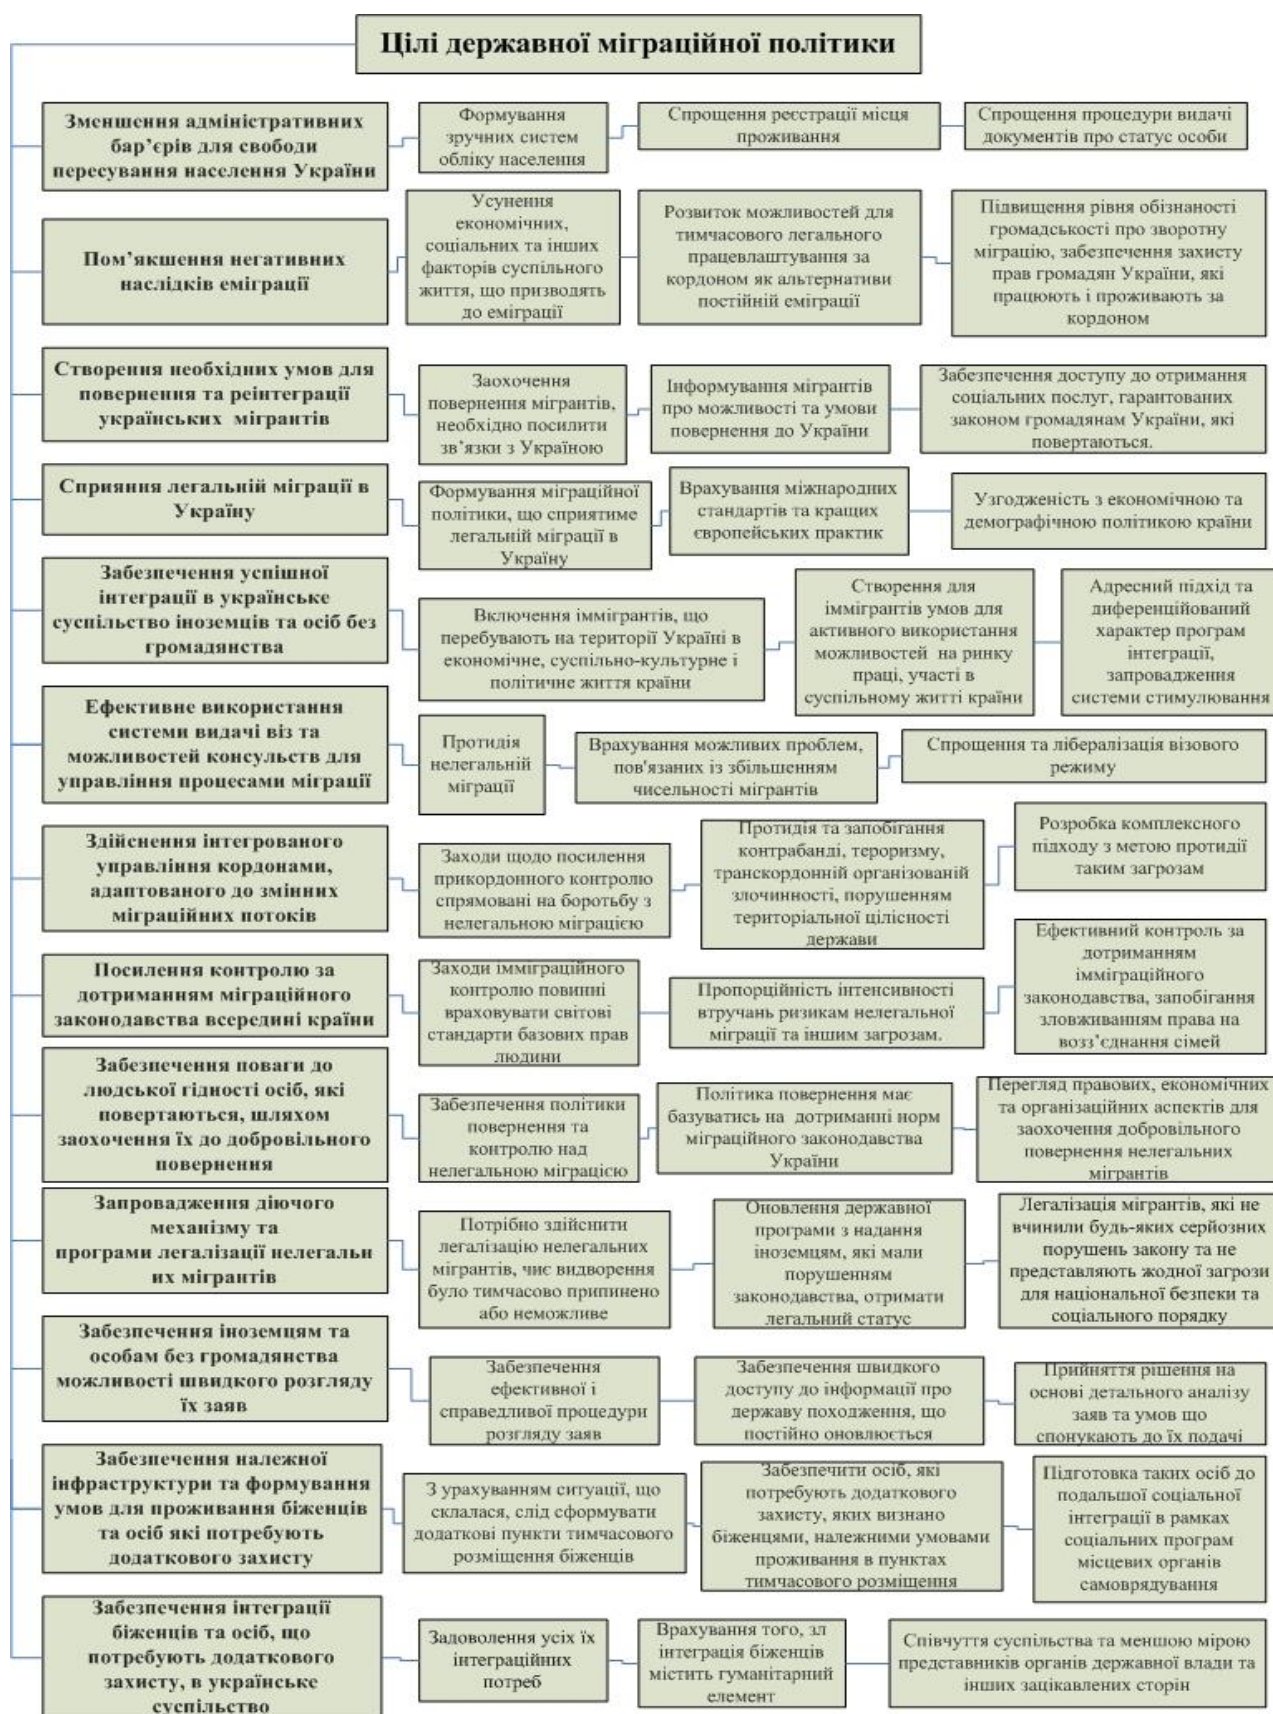 Цілі державної міграційної політики
Зменшення адміністративних
бар’єрів для свободи
пересування населення України
Формування
зручних систем
обліку населення
Спрощення реєстрації місця
проживання
Спрощення процедури видачі
документів про статус особи
Пом’якшення негативних
наслідків еміграції
Усунення
економічних,
соціальних та інших
факторів суспільного
життя, що призводять
до еміграції
Розвиток можливостей для
тимчасового легального
працевлаштування за
кордоном як альтернативи
постійній еміграції
Підвищення рівня обізнаності
громадськості про зворотну
міграцію, забезпечення захисту
прав громадян України, які
працюють і проживають за
кордоном
Створення необхідних умов для
повернення та реінтеграції
українських мігрантів
Заохочення
повернення мігрантів,
необхідно посилити
зв’язки з Україною
Інформування мігрантів
про можливості та умови
повернення до України
Забезпечення доступу до отримання
соціальних послуг, гарантованих
законом громадянам України, які
повертаються.
Сприяння легальній міграції в
Україну
Формування міграційної
політики, що сприятиме
легальній міграції в
Україну
Врахування міжнародних
стандартів та кращих
європейських практик
Узгодженість з економічною та
демографічною політикою країни
Забезпечення успішної
інтеграції в українське
суспільство іноземців та осіб без
громадянства
Включення іммігрантів, що
перебувають на території Україні в
економічне, суспільно-культурне і
політичне життя країни
Створення для
іммігрантів умов для
активного використання
можливостей на ринку
праці, участі в
суспільному житті країни
Адресний підхід та
диференційований
характер програм
інтеграції,
запровадження
системи стимулювання
Ефективне використання
системи видачі віз та
можливостей консульств для
управління процесами міграції
Протидія
нелегальній
міграції
Врахування можливих проблем,
пов'язаних із збільшенням
чисельності мігрантів
Спрощення та лібералізація візового
режиму
Здійснення інтегрованого
управління кордонами,
адаптованого до змінних
міграційних потоків
Заходи щодо посилення
прикордонного контролю
спрямовані на боротьбу з
нелегальною міграцією
Протидія та запобігання
контрабанді, тероризму,
транскордонній організованій
злочинності, порушенням
територіальної цілісності
держави
Розробка комплексного
підходу з метою протидії
таким загрозам
Посилення контролю за
дотриманням міграційного
законодавства всередині країни
Заходи імміграційного
контролю повинні
враховувати світові
стандарти базових прав
людини
Пропорційність інтенсивності
втручань ризикам нелегальної
міграції та іншим загрозам.
Ефективний контроль за
дотриманням
імміграційного
законодавства, запобігання
зловживанням права на
возз’єднання сімей
Забезпечення поваги до
людської гідності осіб, які
повертаються, шляхом
заохочення їх до добровільного
повернення
Забезпечення політики
повернення та
контролю над
нелегальною міграцією
Політика повернення має
базуватись на дотриманні норм
міграційного законодавства
України
Перегляд правових, економічних
та організаційних аспектів для
заохочення добровільного
повернення нелегальних
мігрантів
Запровадження діючого
механізму та
програми легалізації нелегальн
их мігрантів
Потрібно здійснити
легалізацію нелегальних
мігрантів, чиє видворення
було тимчасово припинено
або неможливе
Оновлення державної
програми з надання
іноземцям, які мали
порушенням
законодавства, отримати
легальний статус
Легалізація мігрантів, які не
вчинили будь-яких серйозних
порушень закону та не
представляють жодної загрози
для національної безпеки та
соціального порядку
Забезпечення іноземцям та
особам без громадянства
можливості швидкого розгляду
їх заяв
Забезпечення
ефективної і
справедливої процедури
розгляду заяв
Забезпечення швидкого
доступу до інформації про
державу походження, що
постійно оновлюється
Прийняття рішення на
основі детального аналізу
заяв та умов що
спонукають до їх подачі
Забезпечення належної
інфраструктури та формування
умов для проживання біженців
та осіб які потребують
додаткового захисту
З урахуванням ситуації, що
склалася, слід сформувати
додаткові пункти тимчасового
розміщення біженців
Забезпечити осіб, які
потребують додаткового
захисту, яких визнано
біженцями, належними умовами
проживання в пунктах
тимчасового розміщення
Підготовка таких осіб до
подальшої соціальної
інтеграції в рамках
соціальних програм
місцевих органів
самоврядування
Забезпечення інтеграції
біженців та осіб, що
потребують додаткового
захисту, в українське
суспільство
Задоволення усіх їх
інтеграційних
потреб
Врахування того, зл
інтеграція біженців
містить гуманітарний
елемент
Співчуття суспільства та меншою мірою
представників органів державної влади та
інших зацікавлених сторін